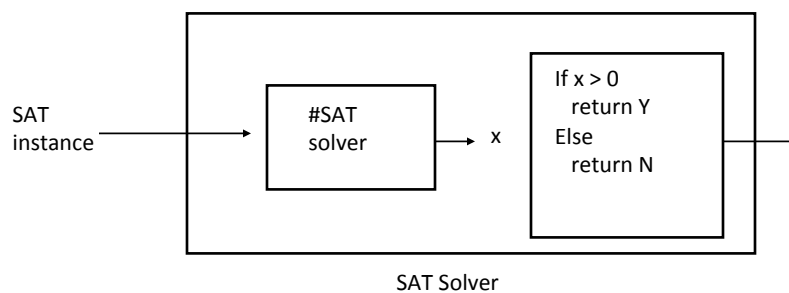 SAT
instance
#SAT
solver
x
If x > 0
return Y
Else
return N
SAT Solver